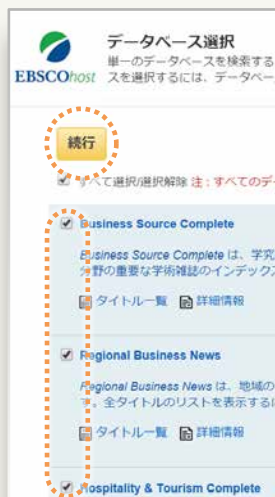 データベース選択
単一のデータベースを検索する
EBSCOhost スを選択するには、データベー
続行
すべて選択/選択解除 注：すべてのデー
Business Source Complete
Business Source Complete は、学究
分野の重要な学術雑誌のインデックス
タイトル一覧 詳細情報
Regional Business News
Regional Business News は、地域の
す。全タイトルのリストを表示するに
タイトル一覧 詳細情報
Hospitality & Tourism Complete